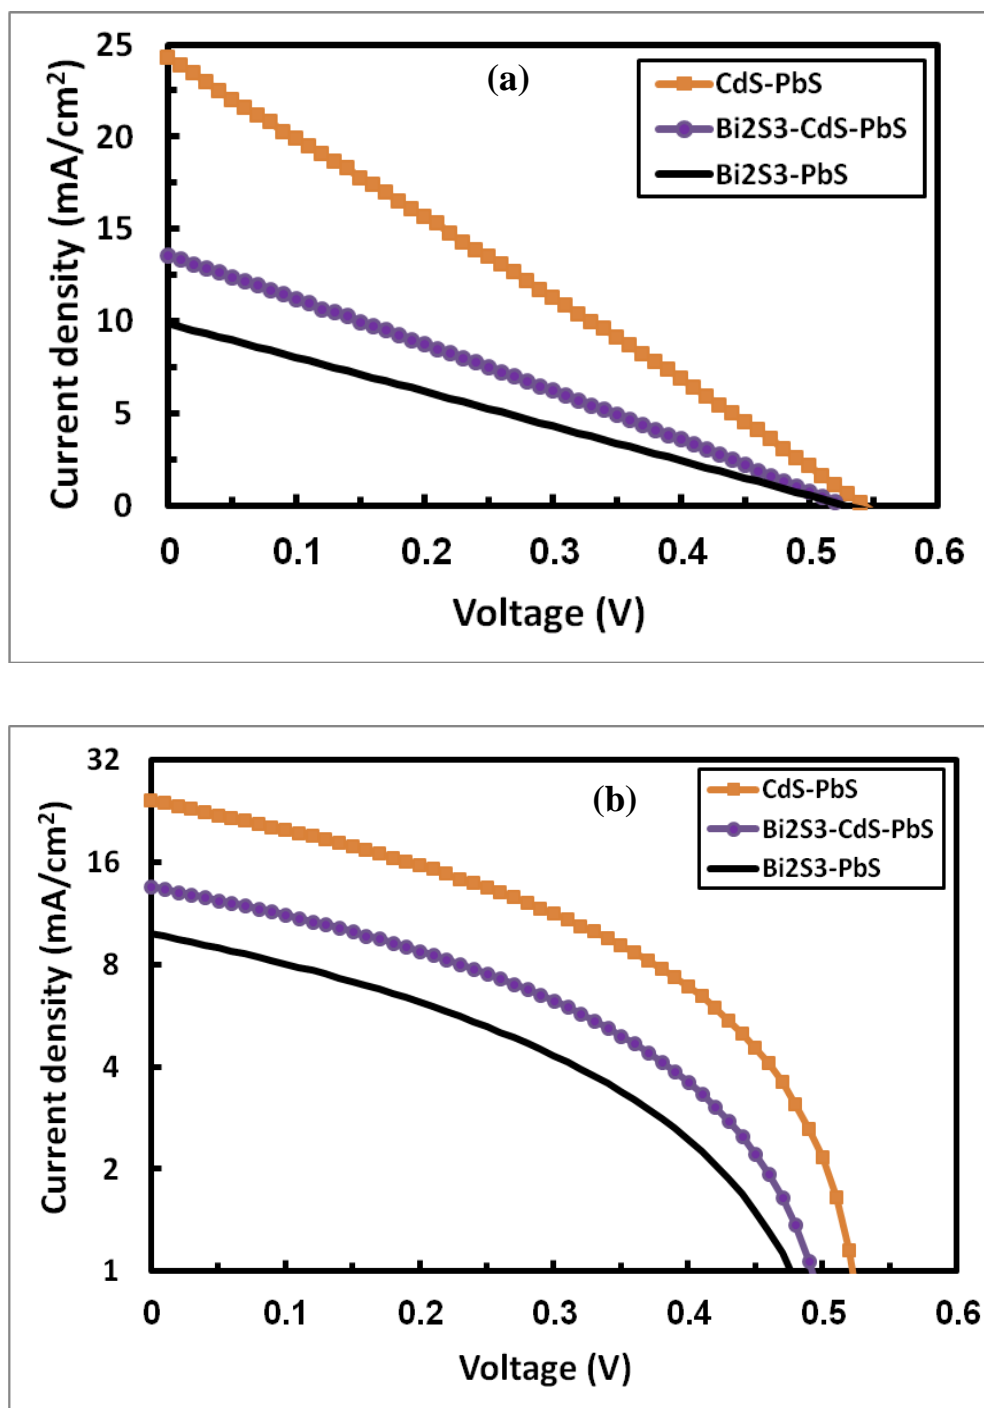 (a)
CdS-PbS
Bi2S3-CdS-PbS
Bi2S3-PbS
Current density (mA/cm²)
25
20
15
10
5
0
0 0.1 0.2 0.3 0.4 0.5 0.6
Voltage (V)
(b)
CdS-PbS
Bi2S3-CdS-PbS
Bi2S3-PbS
Current density (mA/cm²)
32
16
8
4
2
1
0 0.1 0.2 0.3 0.4 0.5 0.6
Voltage (V)